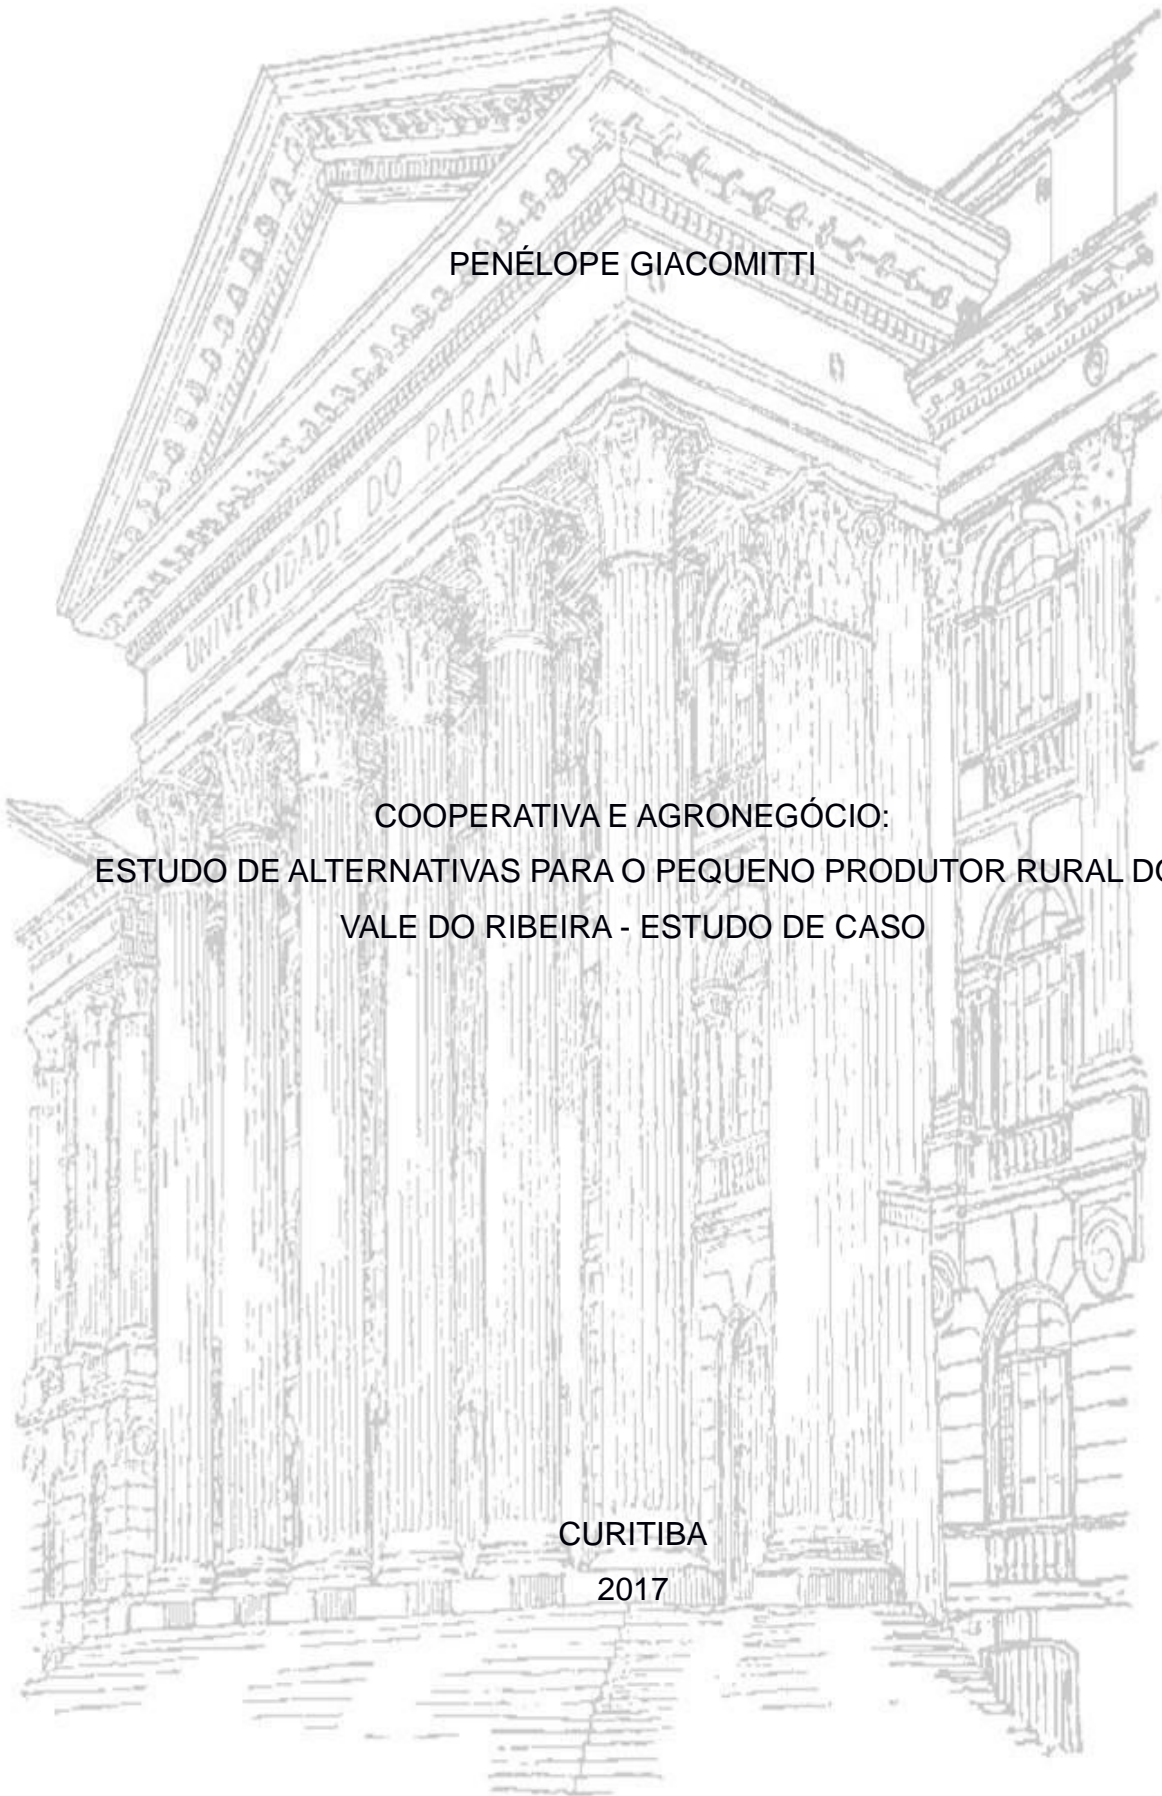 PENÉLOPE GIACOMITTI
UNIVERSIDADE DO PARANÁ
COOPERATIVA E AGRONEGÓCIO:
ESTUDO DE ALTERNATIVAS PARA O PEQUENO PRODUTOR RURAL DO
VALE DO RIBEIRA - ESTUDO DE CASO
CURITIBA
2017